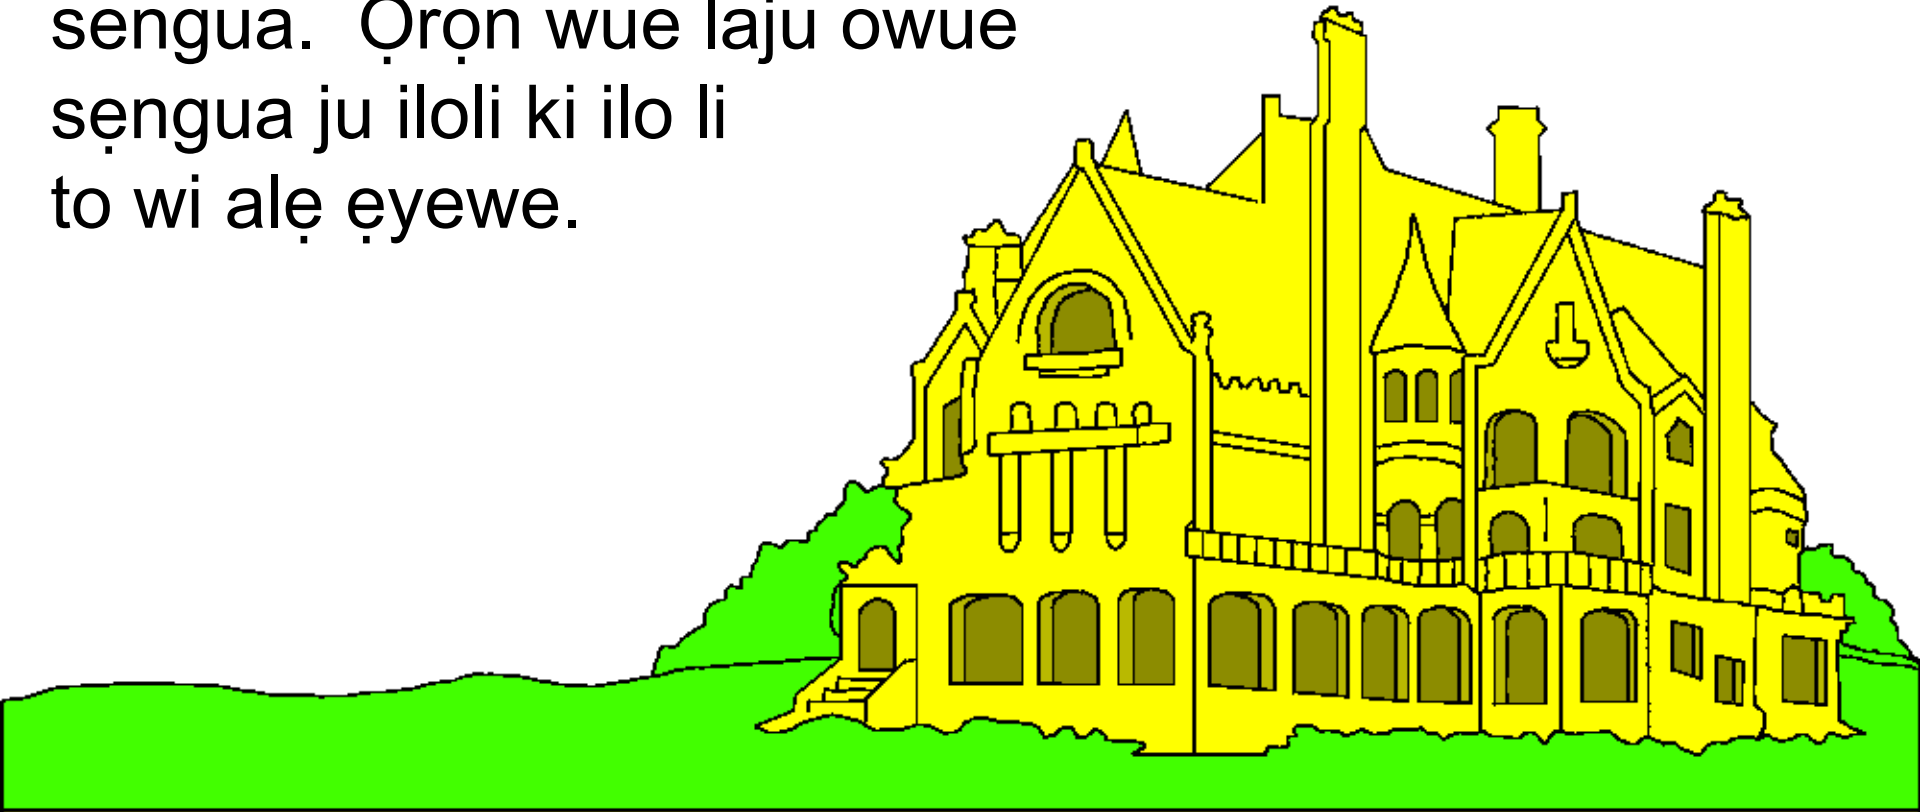 sengua.  Ọrọn wue laju owue
sẹngua ju iloli ki ilo li
to wi alẹ ẹyewe.